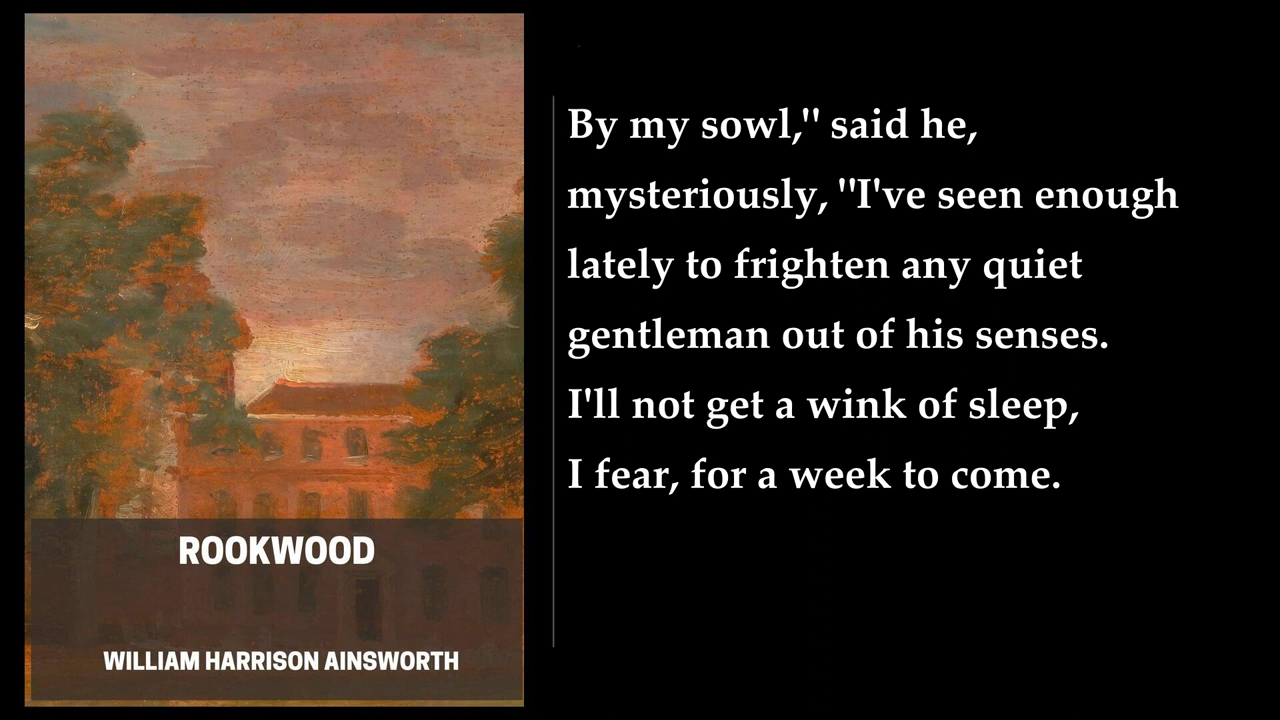 ROOKWOOD
WILLIAM HARRISON AINSWORTH
By my sowl," said he,
mysteriously, "I've seen enough
lately to frighten any quiet
gentleman out of his senses.
I'll not get a wink of sleep,
I fear, for a week to come.